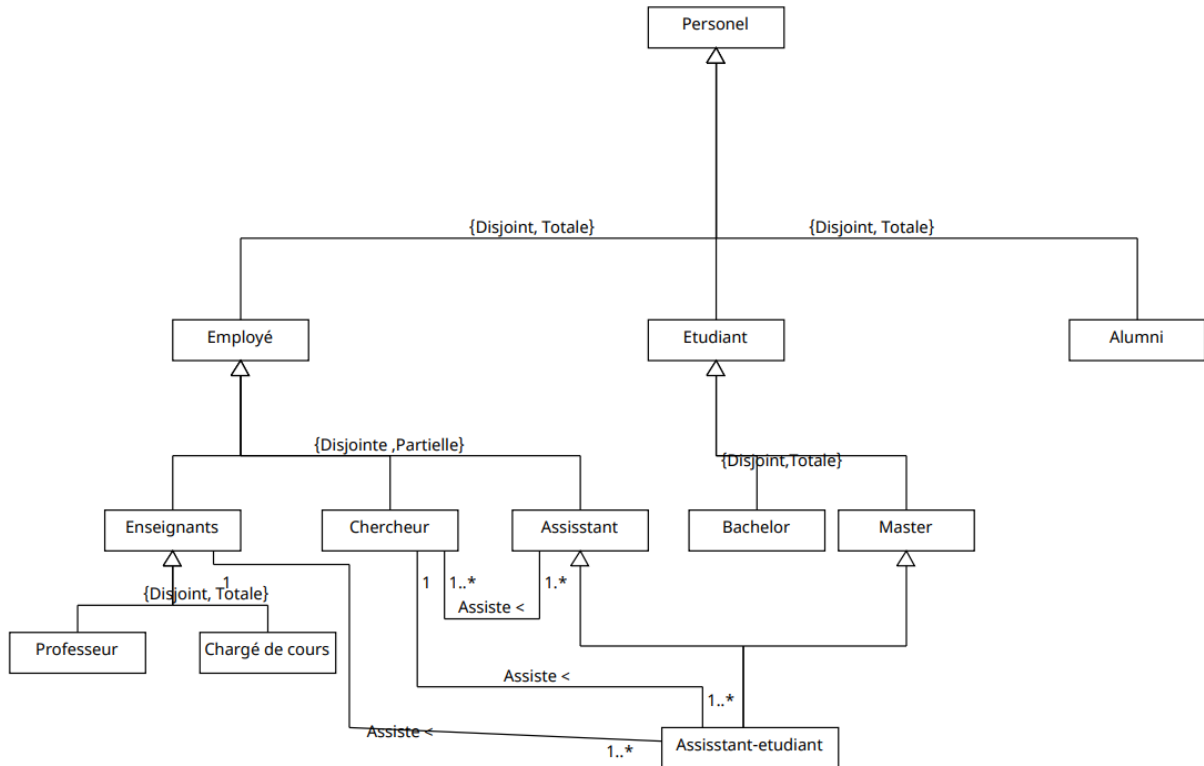 Personel
{Disjoint, Totale}
{Disjoint, Totale}
Employé
Etudiant
Alumni
{Disjointe ,Partielle}
{Disjoint,Totale}
Enseignants
Chercheur
Assisstant
Bachelor
Master
1
1
1..*
1.*
{Disjoint, Totale}
Assiste <
Professeur
Chargé de cours
Assiste <
1..*
Assiste <
1..*
Assisstant-etudiant